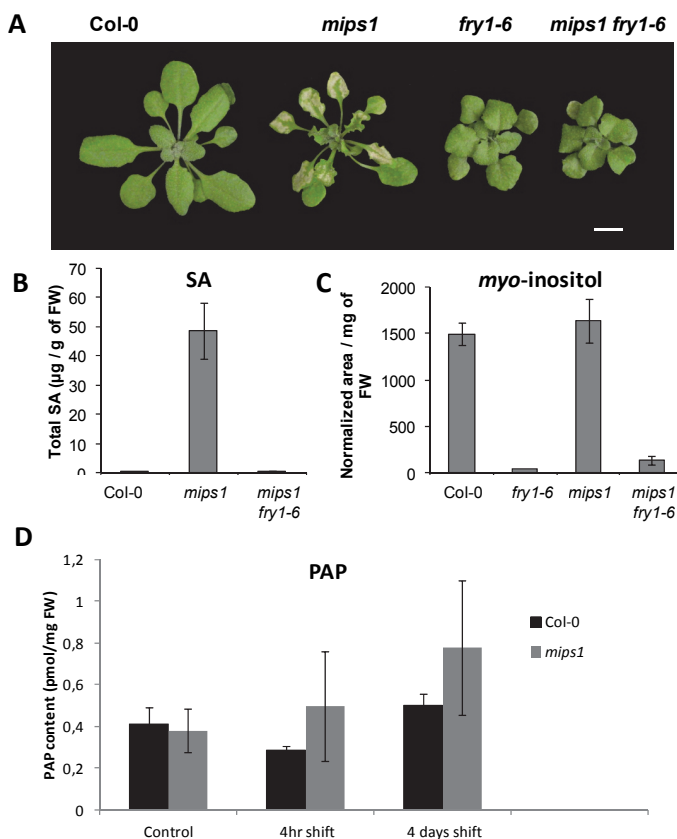 A
Col-0 mips1 fry1-6 mips1 fry1-6
B
SA
Total SA (µg / g of FW)
70
60
50
40
30
20
10
0
Col-0 mips1 mips1
fry1-6
C
myo-inositol
Normalized area / mg of
FW
2000
1500
1000
500
0
Col-0 fry1-6 mips1 mips1
fry1-6
D
PAP
PAP content (pmol/mg FW)
1,2
1
0,8
0,6
0,4
0,2
0
Control 4hr shift 4 days shift
Col-0
mips1